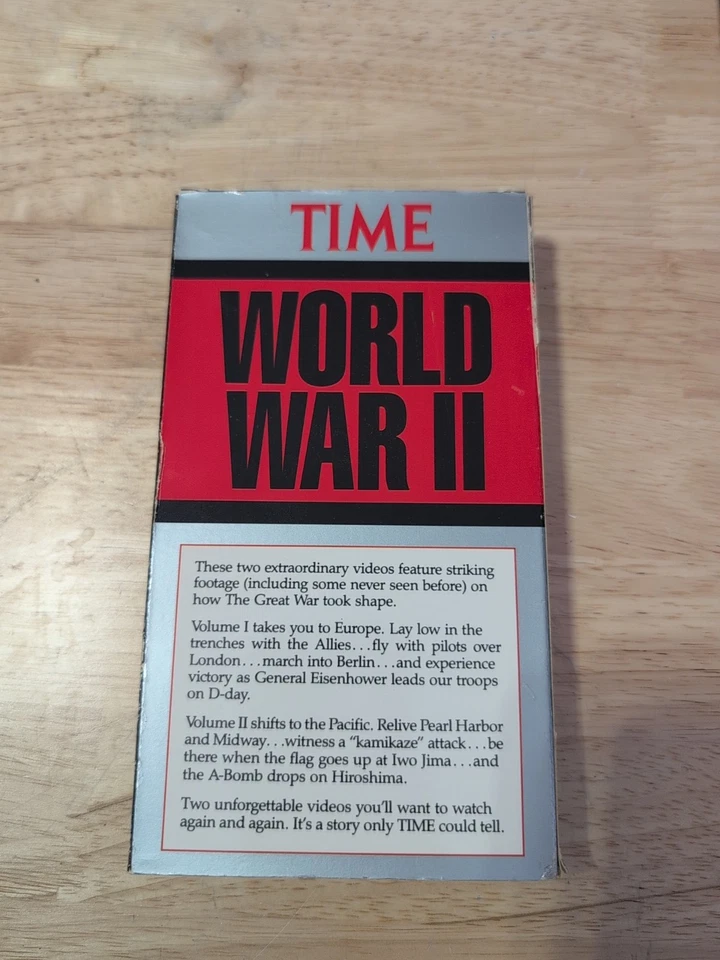 TIME
WORLD
WAR II
These two extraordinary videos feature striking
footage (including some never seen before) on
how The Great War took shape.
Volume I takes you to Europe. Lay low in the
trenches with the Allies...fly with pilots over
London...march into Berlin...and experience
victory as General Eisenhower leads our troops
on D-day.
Volume II shifts to the Pacific. Relive Pearl Harbor
and Midway...witness a "kamikaze" attack...be
there when the flag goes up at Iwo Jima...and
the A-Bomb drops on Hiroshima.
Two unforgettable videos you'll want to watch
again and again. It's a story only TIME could tell.